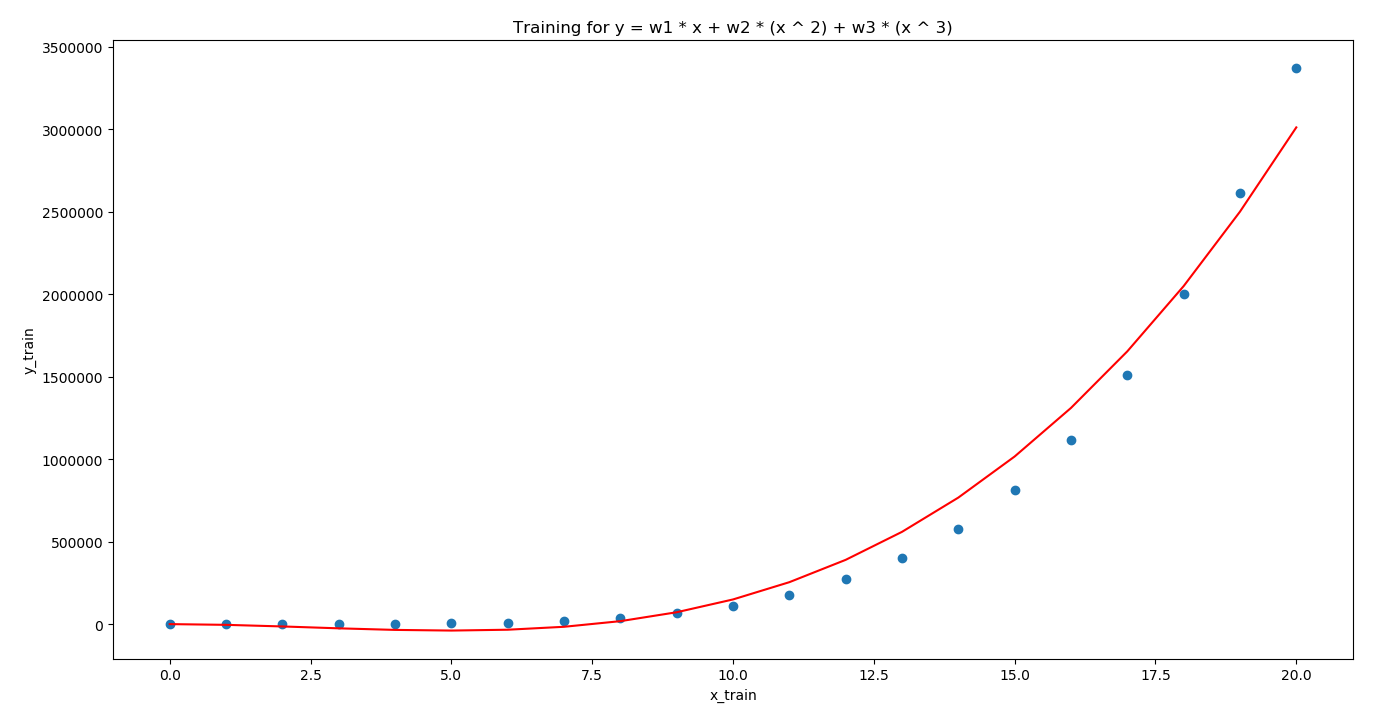 Training for y = w1 * x + w2 * (x ^ 2) + w3 * (x ^ 3)
3500000
3000000
2500000
2000000
1500000
1000000
500000
0
y_train
0.0 2.5 5.0 7.5 10.0 12.5 15.0 17.5 20.0
x_train